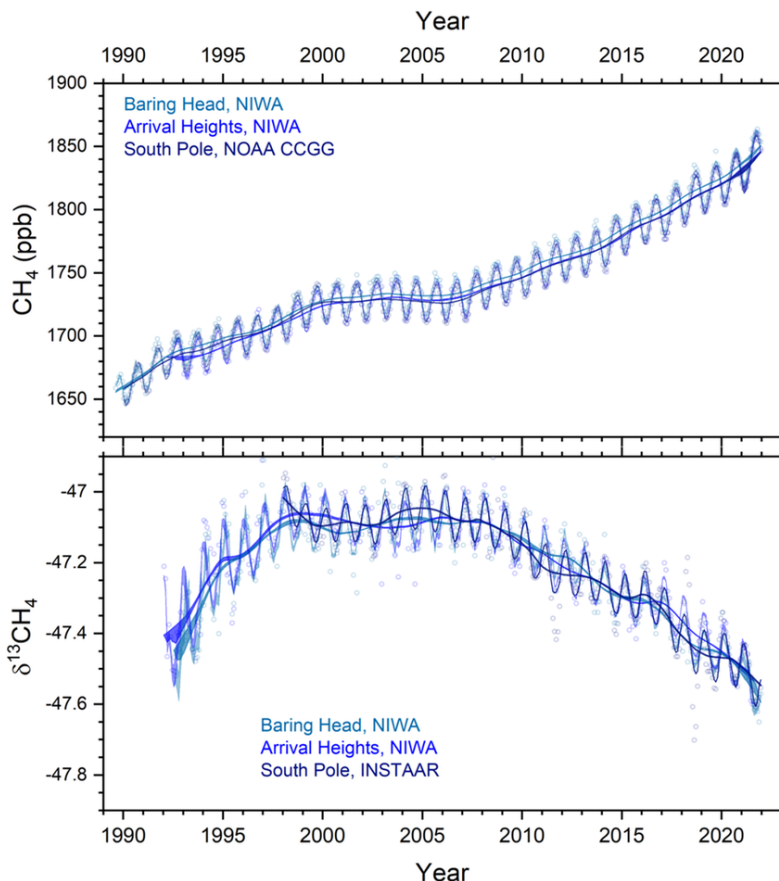 Year
1990 1995 2000 2005 2010 2015 2020
1900
1850
1800
1750
1700
1650
CH₄ (ppb)
Baring Head, NIWA
Arrival Heights, NIWA
South Pole, NOAA CCGG
-47
-47.2
-47.4
-47.6
-47.8
δ¹³CH₄
Baring Head, NIWA
Arrival Heights, NIWA
South Pole, INSTAAR
1990 1995 2000 2005 2010 2015 2020
Year